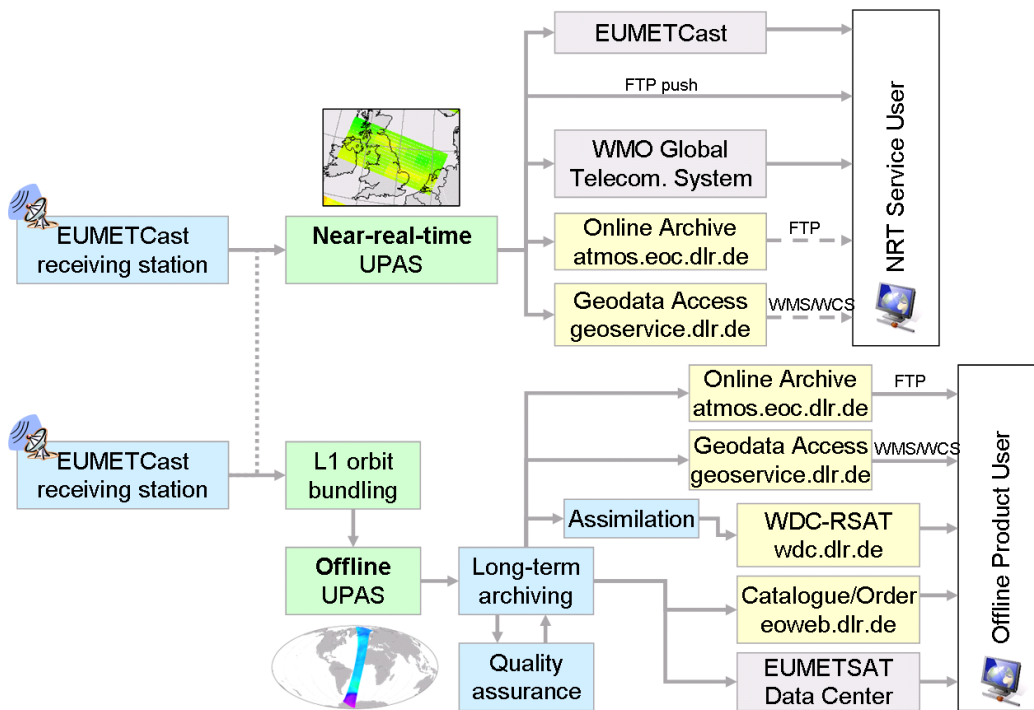 EUMETCast
FTP push
WMO Global
Telecom. System
Online Archive
atmos.eoc.dlr.de
FTP
Geodata Access
geoservice.dlr.de
WMS/WCS
NRT Service User
EUMETCast
receiving station
Near-real-time
UPAS
EUMETCast
receiving station
L1 orbit
bundling
Offline
UPAS
Long-term
archiving
Quality
assurance
Online Archive
atmos.eoc.dlr.de
FTP
Geodata Access
geoservice.dlr.de
WMS/WCS
Assimilation
WDC-RSAT
wdc.dlr.de
Catalogue/Order
eoweb.dlr.de
EUMETSAT
Data Center
Offline Product User